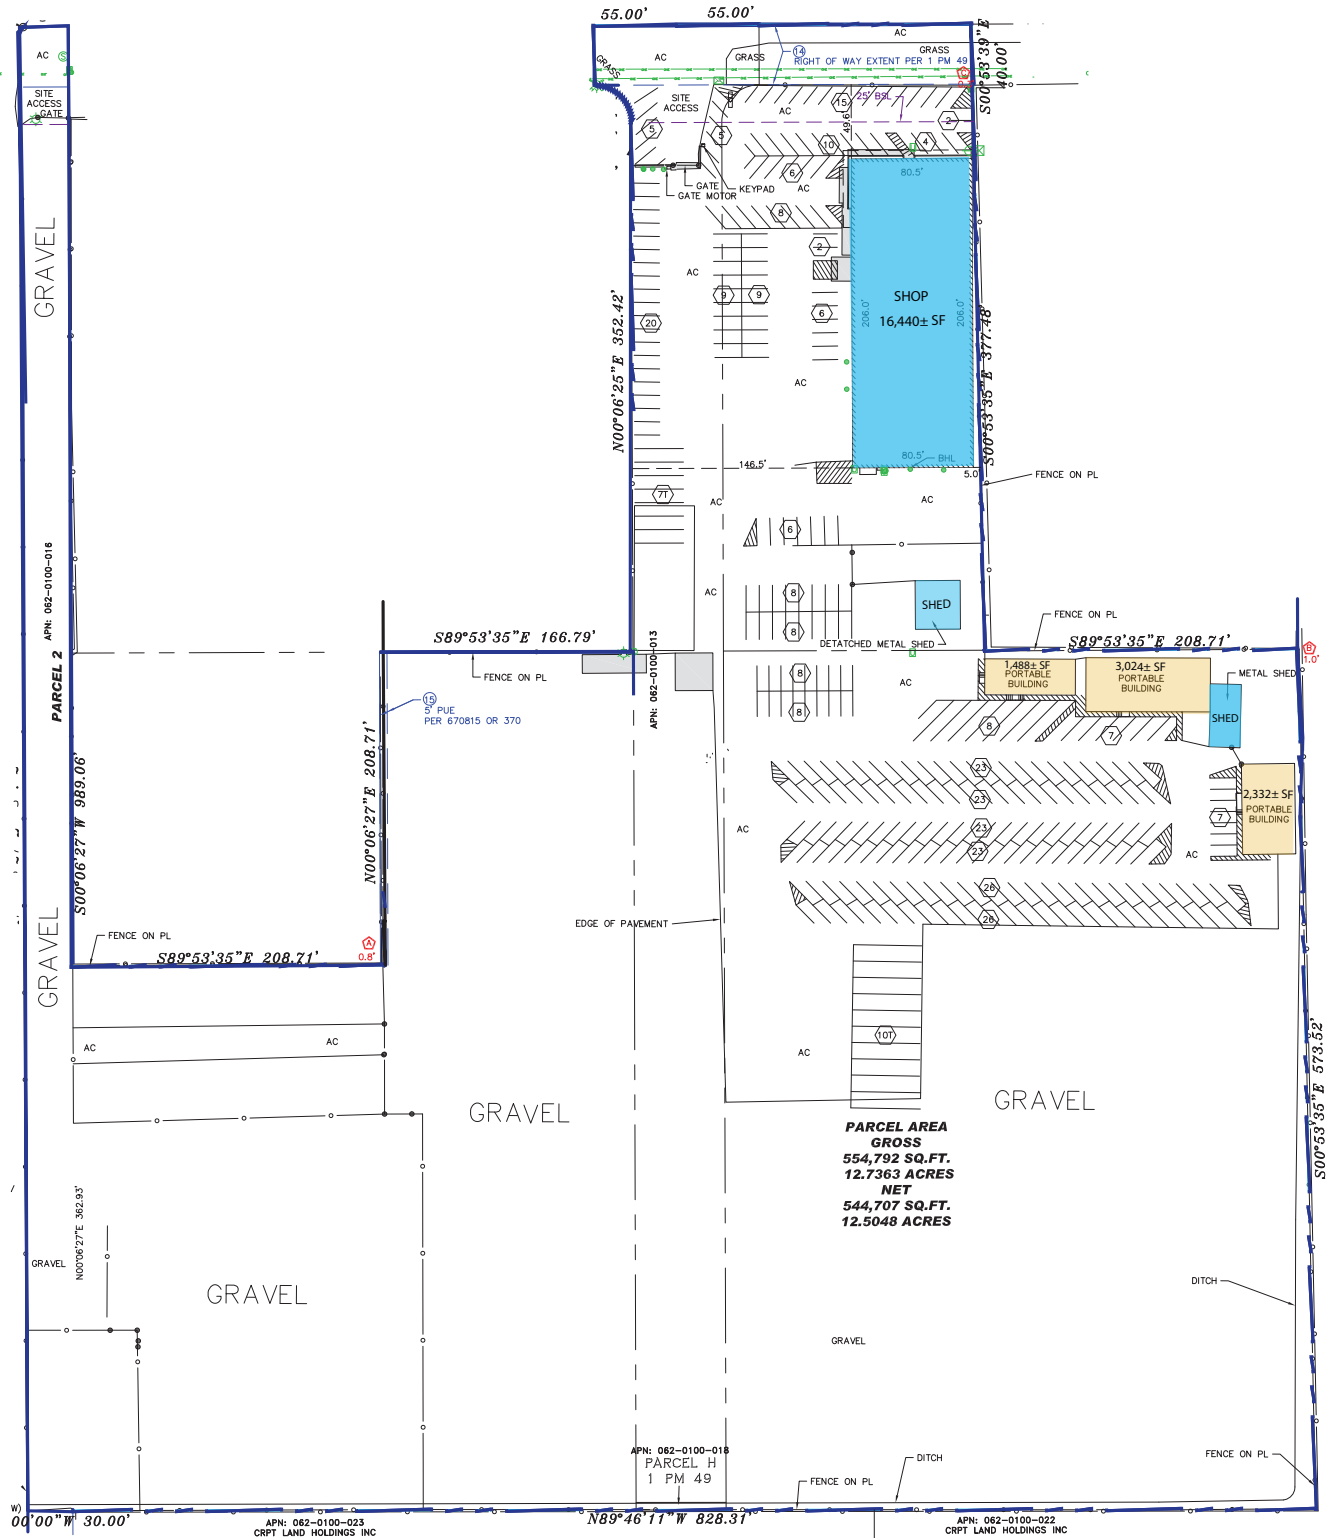 55.00'
55.00'
S00°53'39"E
40.00'
AC
S
SITE
ACCESS
GATE
GRASS
AC
GRASS
AC
GRASS
14
RIGHT OF WAY EXTENT PER 1 PM 49
C
SITE
ACCESS
AC
15
25' BSL
49.6'
2
5
5
10
4
6
AC
80.5'
GATE
GATE MOTOR
KEYPAD
8
2
GRAVEL
AC
9
9
6
20
SHOP
16,440± SF
206.0'
206.0'
N00°06'25"E 352.42'
S00°53'35"E 377.48'
AC
80.5'
BHL
146.5'
5.0
FENCE ON PL
7T
AC
AC
6
APN: 062-0100-016
PARCEL 2
AC
8
SHED
8
DETATCHED METAL SHED
FENCE ON PL
S89°53'35"E 166.79'
S89°53'35"E 208.71'
B
1.0'
APN: 062-0100-013
FENCE ON PL
8
AC
8
1,488± SF
PORTABLE
BUILDING
3,024± SF
PORTABLE
BUILDING
METAL SHED
SHED
15
5' PUE
PER 670815 OR 370
8
7
N00°06'27"E 208.71'
S00°06'27"W 989.06'
23
23
23
23
26
26
2,332± SF
PORTABLE
BUILDING
7
AC
AC
EDGE OF PAVEMENT
FENCE ON PL
A
0.8'
S89°53'35"E 208.71'
GRAVEL
AC
AC
AC
10T
GRAVEL
GRAVEL
S00°53'35"E 573.52'
PARCEL AREA
GROSS
554,792 SQ.FT.
12.7363 ACRES
NET
544,707 SQ.FT.
12.5048 ACRES
N00°06'27"E 362.93'
GRAVEL
GRAVEL
DITCH
GRAVEL
APN: 062-0100-018
PARCEL H
1 PM 49
DITCH
FENCE ON PL
FENCE ON PL
W)
00'00"W 30.00'
APN: 062-0100-023
CRPT LAND HOLDINGS INC
N89°46'11"W 828.31'
APN: 062-0100-022
CRPT LAND HOLDINGS INC